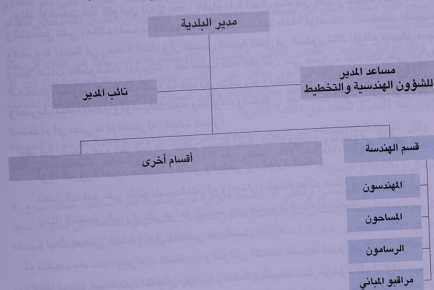 مدير البلدية
مساعد المدير
للشؤون الهندسية والتخطيط
نائب المدير
قسم الهندسة
أقسام أخرى
المهندسون
المساحون
الرسامون
مراقبو المباني